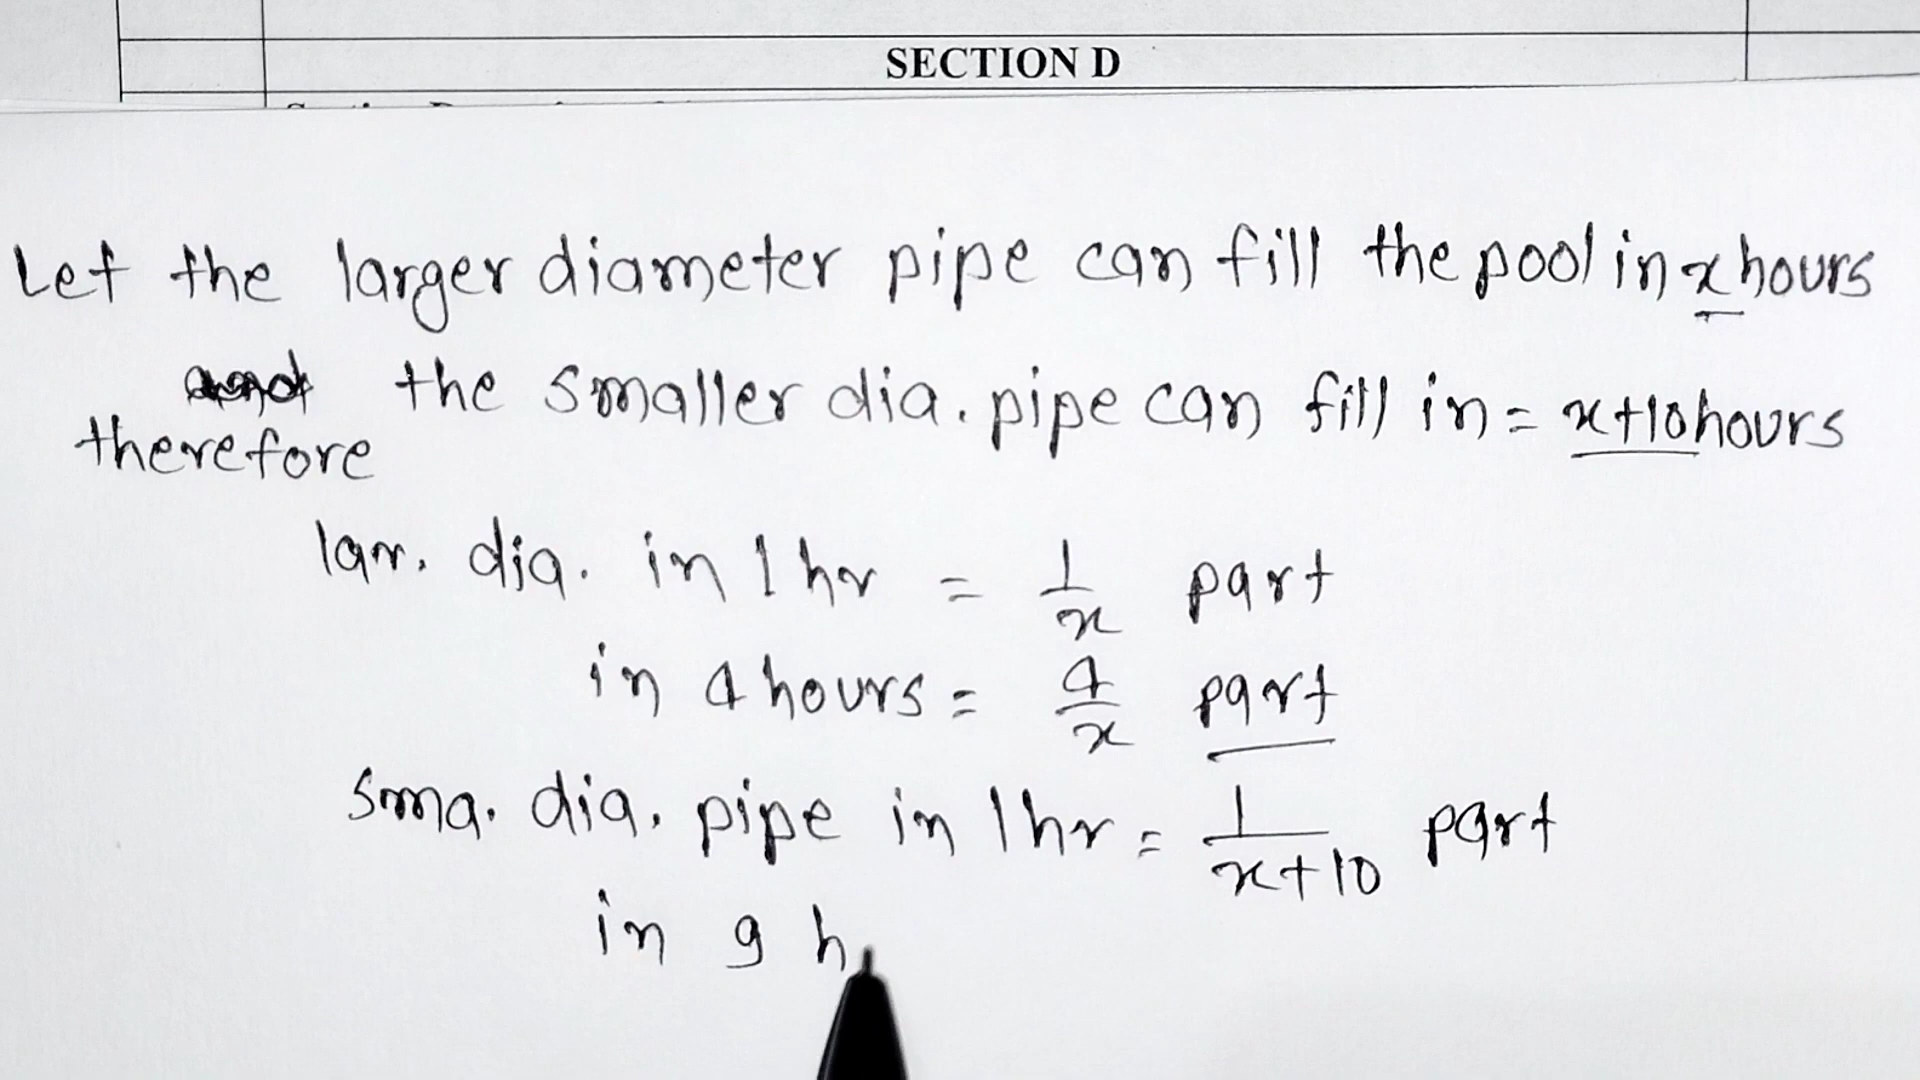 SECTION D
Let the larger diameter pipe can fill the pool in x hours
the smaller dia. pipe can fill in = x+10 hours
therefore
lar. dia. in 1 hr = 1/x part
in 4 hours = 4/x part
sma. dia. pipe in 1 hr = 1/x+10 part
in 9 h